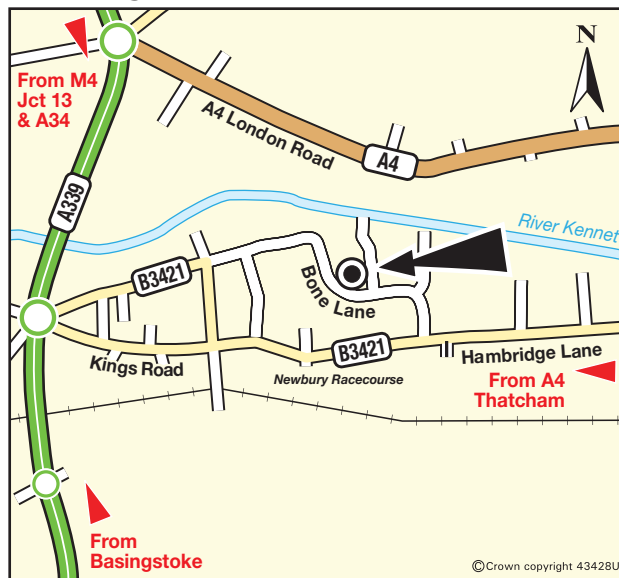 N
From M4
Jct 13
& A34
A4 London Road
A4
A339
River Kennet
B3421
Bone Lane
B3421
Kings Road
Hambridge Lane
Newbury Racecourse
From A4
Thatcham
From
Basingstoke
©Crown copyright 43428U